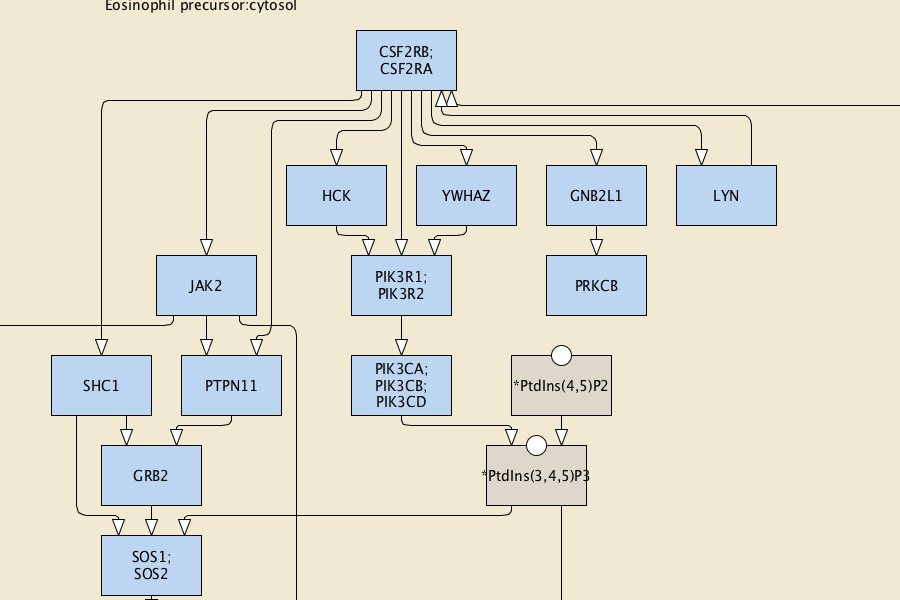 Eosinophil precursor:cytosol
CSF2RB;
CSF2RA
HCK
YWHAZ
GNB2L1
LYN
JAK2
PIK3R1;
PIK3R2
PRKCB
SHC1
PTPN11
PIK3CA;
PIK3CB;
PIK3CD
*PtdIns(4,5)P2
GRB2
*PtdIns(3,4,5)P3
SOS1;
SOS2